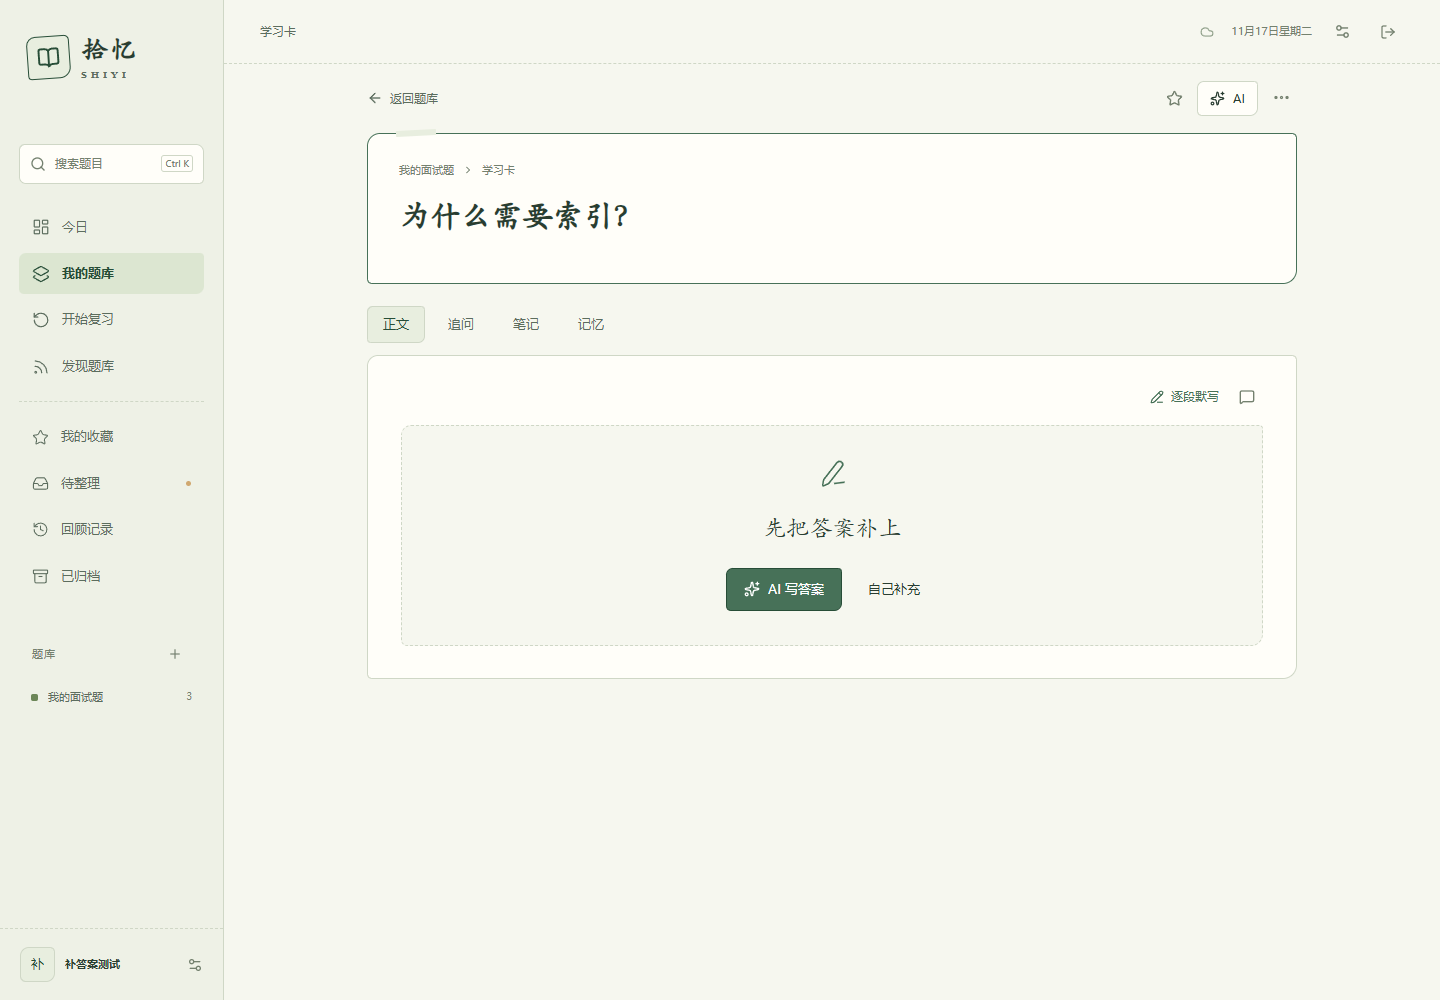 拾忆
SHIYI
搜索题目 Ctrl K
今日
我的题库
开始复习
发现题库
我的收藏
待整理
回顾记录
已归档
题库
我的面试题 3
补 补答案测试
学习卡
11月17日星期二
返回题库
AI
我的面试题 学习卡
为什么需要索引?
正文 追问 笔记 记忆
逐段默写
先把答案补上
AI 写答案 自己补充